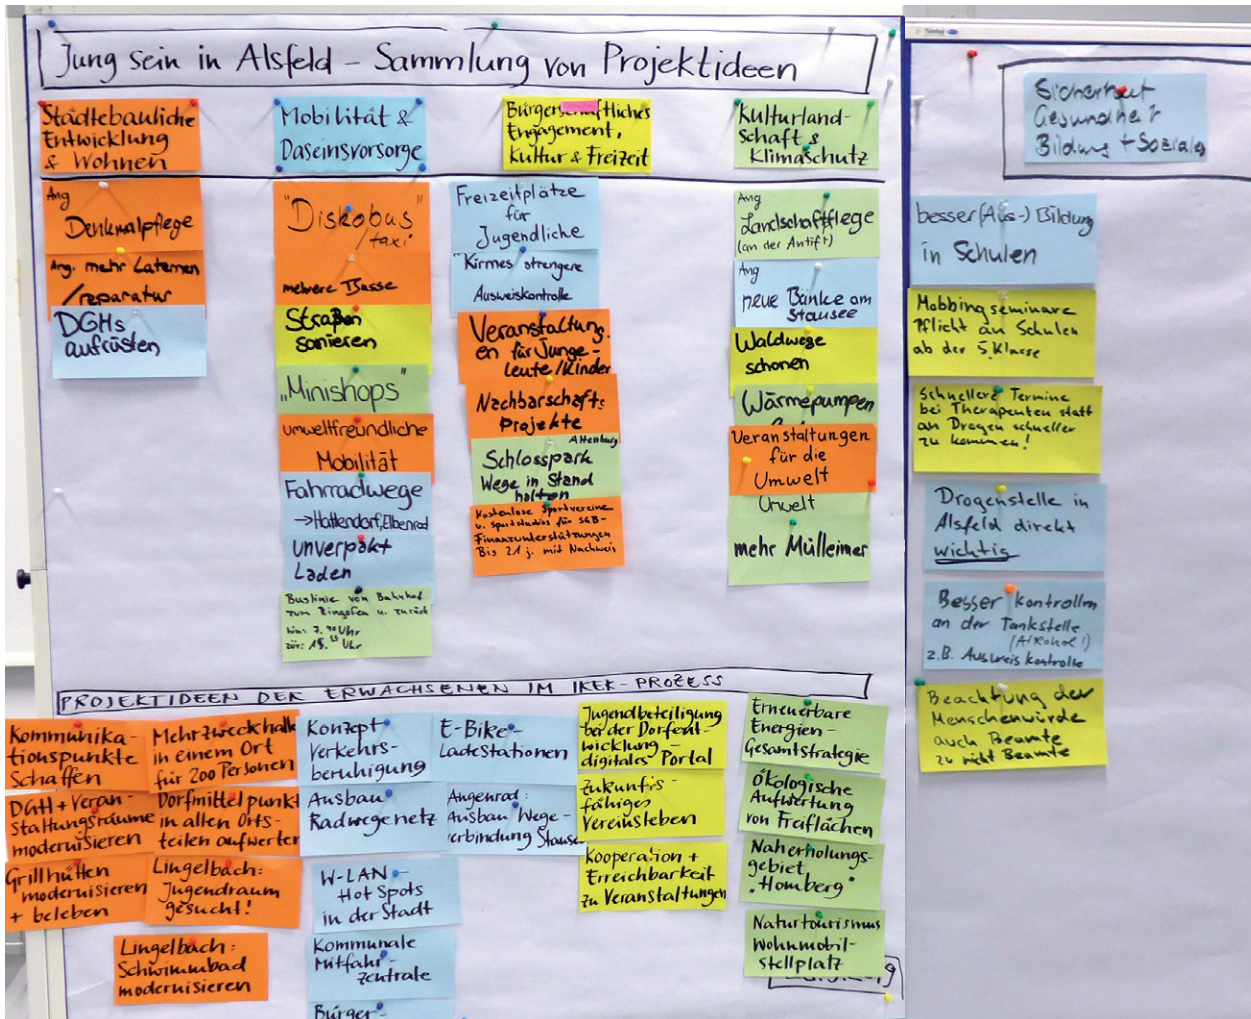 Jung sein in Alsfeld – Sammlung von Projektideen
Städtebauliche
Entwicklung
& Wohnen
Ang
Denkmalpflege
Ang. mehr Laternen
/reparatur
DGHs
aufrüsten
Mobilität &
Daseinsvorsorge
"Diskobus"
/taxi
mehrere Busse
Straßen
sanieren
„Minishops"
umweltfreundliche
Mobilität
Fahrradwege
→Hattendorf, Elbenrod
unverpakt
Laden
Buslinie von Bahnhof
zum Ringofen u. zurück
hin: 7.40 Uhr
Uhr
Bürgerschaftliches
Engagement,
Kultur & Freizeit
Freizeitplätze
für
Jugendliche
Kirmes strengere
Ausweiskontrolle
Veranstaltung.
en für Junge-
Leute/Kinder
Nachbarschafts
Projekte
Altenburg
Schlosspark
Wege in Stand
halten
Kostenlose Sportvereine
u. Sportstudios für SGB-
Finanzunterstützungen
Bis 21 j. mit Nachweis
Kulturland-
schaft &
Klimaschutz
Ang
Landschaftflege
(an der Antift)
Ang
neue Bänke am
Stausee
Waldwege
schonen
Wärmepumpen
Veranstaltungen
für die
Umwelt
Umwelt
mehr Mülleimer
Sicherheit
Gesundheit
Bildung + Soziales
besser (Aus-) Bildung
in Schulen
Mobbingseminare
Pflicht an Schulen
ab der 5. Klasse
Schnellere Termine
bei Therapeuten statt
an Drogen schneller
zu kommen!
Drogenstelle in
Alsfeld direkt
wichtig
Besser kontrollen
an der Tankstelle
(Alkohol!)
z.B. Ausweis kontrolle
Beachtung der
Menschenwürde
auch Beamte
zu nicht Beamte
PROJEKTIDEEN DER ERWACHSENEN IM IKEK-PROZESS
Kommunika-
tionspunkte
Schaffen
DGH + Veran-
staltungsräume
modernisieren
Grillhütten
modernisieren
+ beleben
Mehrzweckhalle
in einem Ort
für 200 Personen
Dorfmittelpunkt
in allen Orts-
teilen aufwerten
Lingelbach:
Jugendraum
gesucht!
Lingelbach:
Schwimmbad
modernisieren
Konzept
Verkehrs-
beruhigung
Ausbau
Radwegenetz
W-LAN-
Hot Spots
in der Stadt
Kommunale
Mitfahr-
zentrale
Bürger-
E-Bike-
Ladestationen
Angenrod:
Ausbau Wege-
verbindung Stausee
Jugendbeteiligung
bei der Dorfent-
wicklung –
digitales Portal
Zukunfts-
fähiges
Vereinsleben
Kooperation +
Erreichbarkeit
zu Veranstaltungen
Erneuerbare
Energien-
Gesamtstrategie
Ökologische
Aufwertung
von Freiflächen
Naherholungs-
gebiet
„Homberg"
Naturtourismus
Wohnmobil-
stellplatz